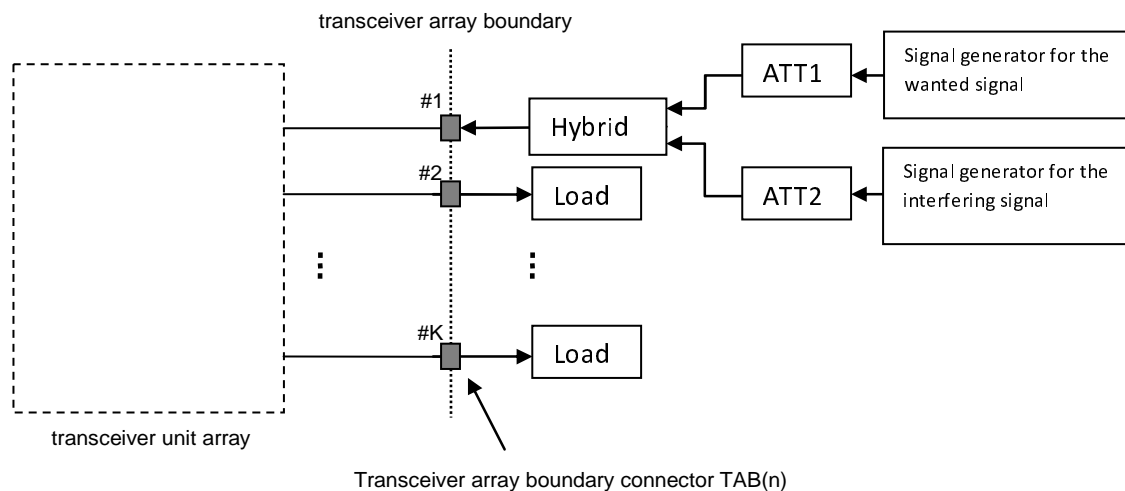 transceiver array boundary
#1
Hybrid
ATT1
Signal generator for the
wanted signal
#2
Load
ATT2
Signal generator for the
interfering signal
#K
Load
transceiver unit array
Transceiver array boundary connector TAB(n)